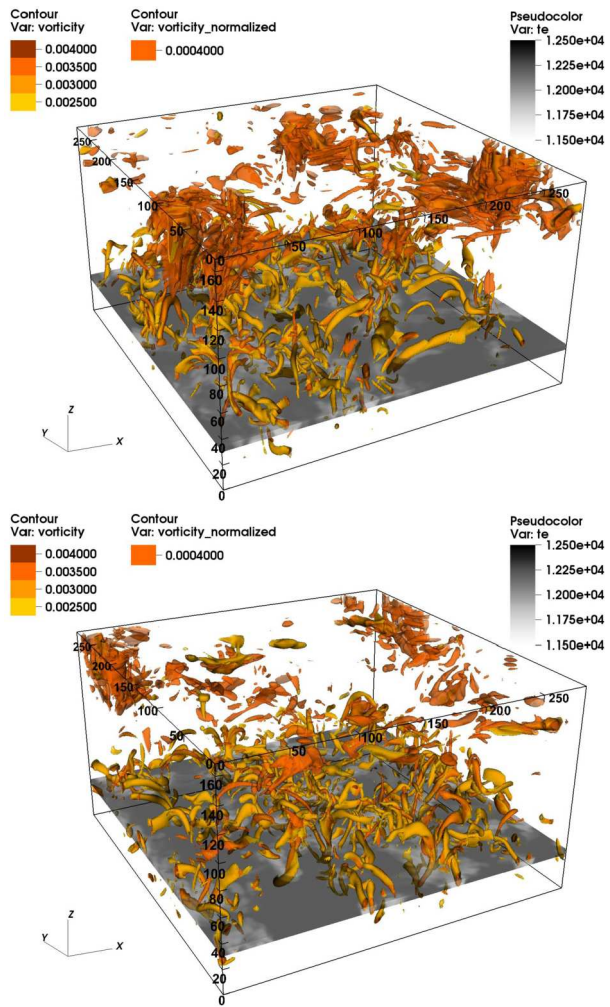 Contour
Var: vorticity
0.004000
0.003500
0.003000
0.002500
Contour
Var: vorticity_normalized
0.0004000
Pseudocolor
Var: te
1.250e+04
1.225e+04
1.200e+04
1.175e+04
1.150e+04
250
200
150
100
50
0
0
50
100
150
200
250
160
140
120
100
80
60
40
20
0
Z
Y
X
Contour
Var: vorticity
0.004000
0.003500
0.003000
0.002500
Contour
Var: vorticity_normalized
0.0004000
Pseudocolor
Var: te
1.250e+04
1.225e+04
1.200e+04
1.175e+04
1.150e+04
250
200
150
100
50
0
0
50
100
150
200
250
160
140
120
100
80
60
40
20
0
Z
Y
X